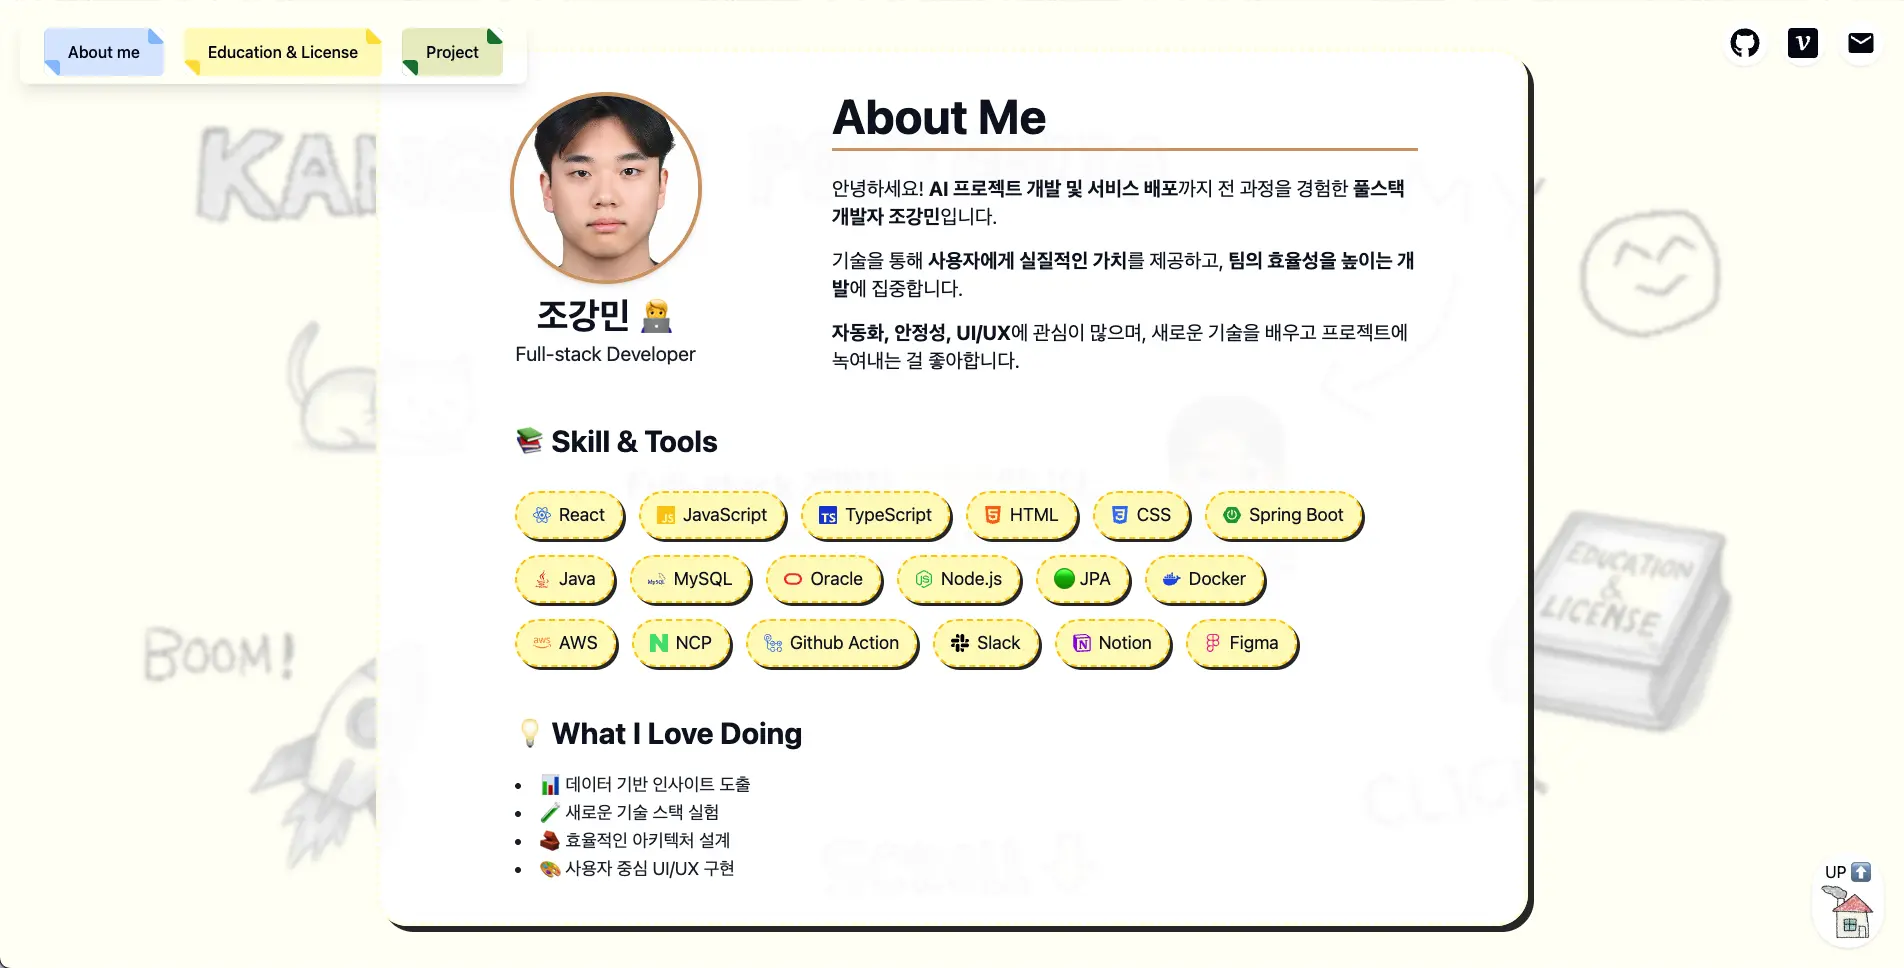 About me
Education & License
Project
About Me
안녕하세요! AI 프로젝트 개발 및 서비스 배포까지 전 과정을 경험한 풀스택
개발자 조강민입니다.
기술을 통해 사용자에게 실질적인 가치를 제공하고, 팀의 효율성을 높이는 개
발에 집중합니다.
자동화, 안정성, UI/UX에 관심이 많으며, 새로운 기술을 배우고 프로젝트에
녹여내는 걸 좋아합니다.
조강민
Full-stack Developer
Skill & Tools
React
JavaScript
TypeScript
HTML
CSS
Spring Boot
Java
MySQL
Oracle
Node.js
JPA
Docker
AWS
NCP
Github Action
Slack
Notion
Figma
What I Love Doing
데이터 기반 인사이트 도출
새로운 기술 스택 실험
효율적인 아키텍처 설계
사용자 중심 UI/UX 구현
BOOM!
EDUCATION
&
LICENSE
CLICK
Scroll
MY
UP